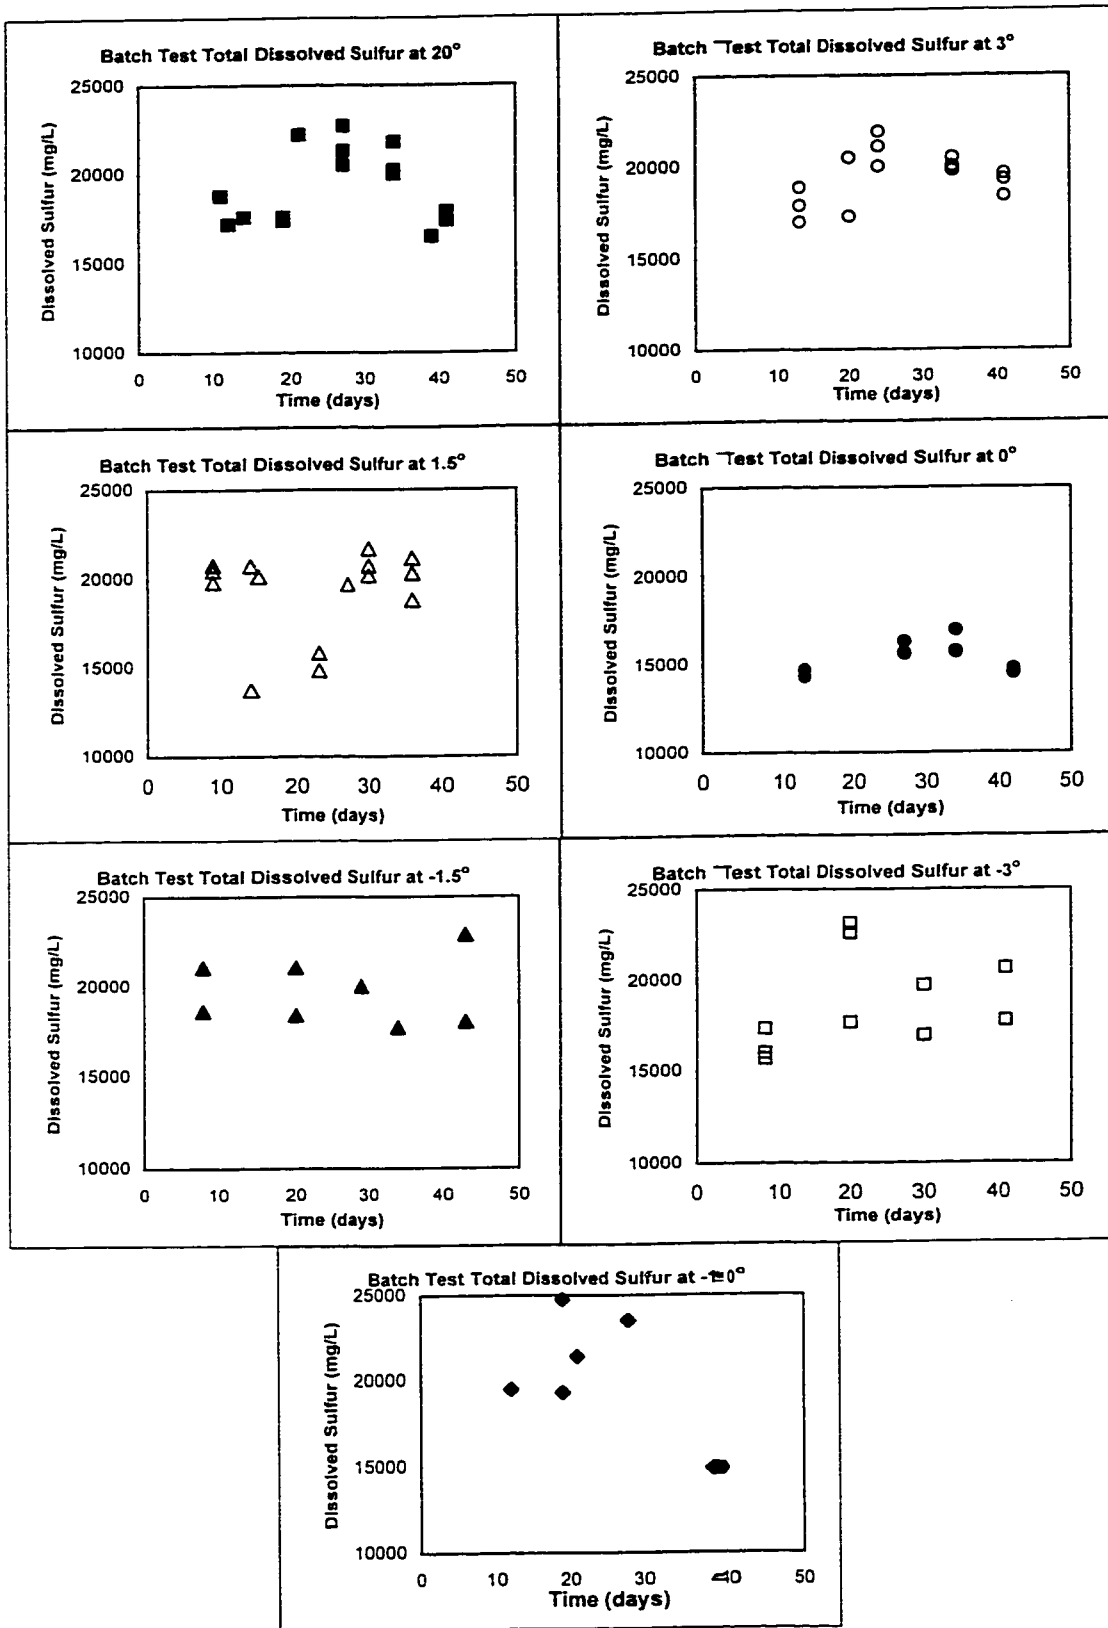 Batch Test Total Dissolved Sulfur at 20°
25000
20000
15000
10000
Dissolved Sulfur (mg/L)
0 10 20 30 40 50
Time (days)
Batch Test Total Dissolved Sulfur at 3°
25000
20000
15000
10000
Dissolved Sulfur (mg/L)
0 10 20 30 40 50
Time (days)
Batch Test Total Dissolved Sulfur at 1.5°
25000
20000
15000
10000
Dissolved Sulfur (mg/L)
0 10 20 30 40 50
Time (days)
Batch Test Total Dissolved Sulfur at 0°
25000
20000
15000
10000
Dissolved Sulfur (mg/L)
0 10 20 30 40 50
Time (days)
Batch Test Total Dissolved Sulfur at -1.5°
25000
20000
15000
10000
Dissolved Sulfur (mg/L)
0 10 20 30 40 50
Time (days)
Batch Test Total Dissolved Sulfur at -3°
25000
20000
15000
10000
Dissolved Sulfur (mg/L)
0 10 20 30 40 50
Time (days)
Batch Test Total Dissolved Sulfur at -10°
25000
20000
15000
10000
Dissolved Sulfur (mg/L)
0 10 20 30 40 50
Time (days)